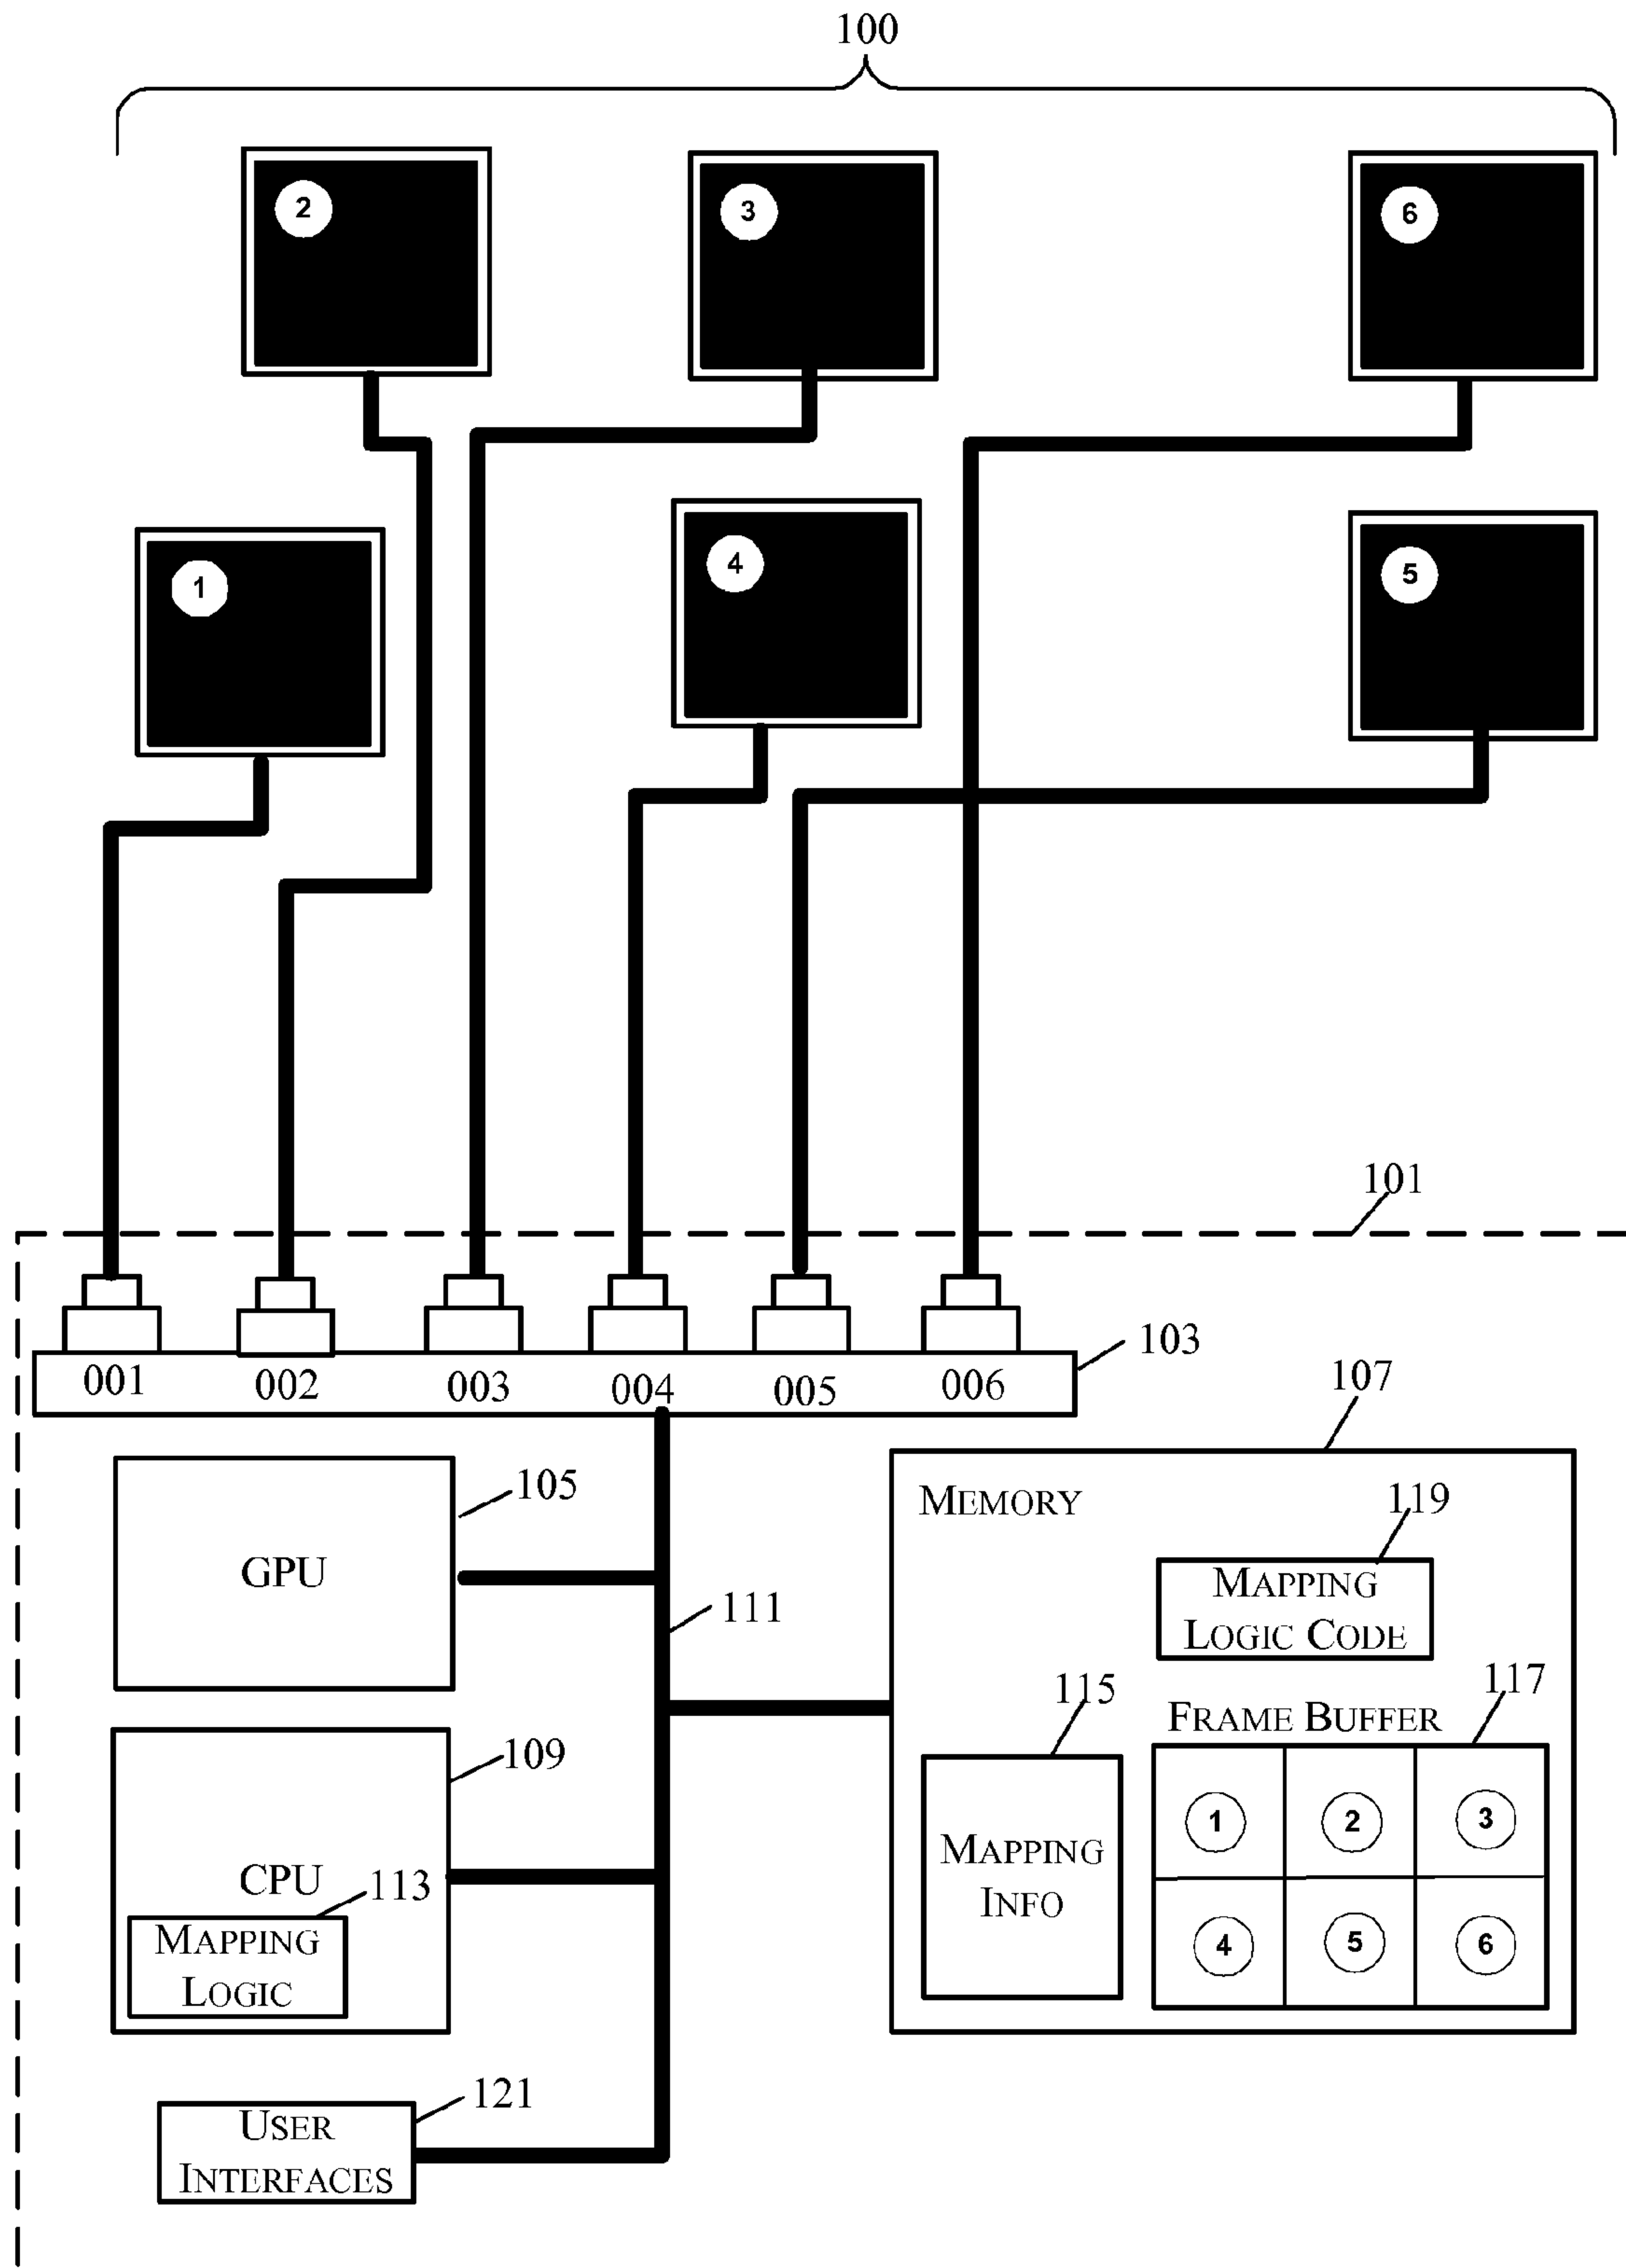 100
2
3
6
1
4
5
101
001 002 003 004 005 006
103
107
105
GPU
MEMORY
119
MAPPING
LOGIC CODE
111
115
117
FRAME BUFFER
109
CPU
113
MAPPING
LOGIC
MAPPING
INFO
1 2 3
4 5 6
121
USER
INTERFACES